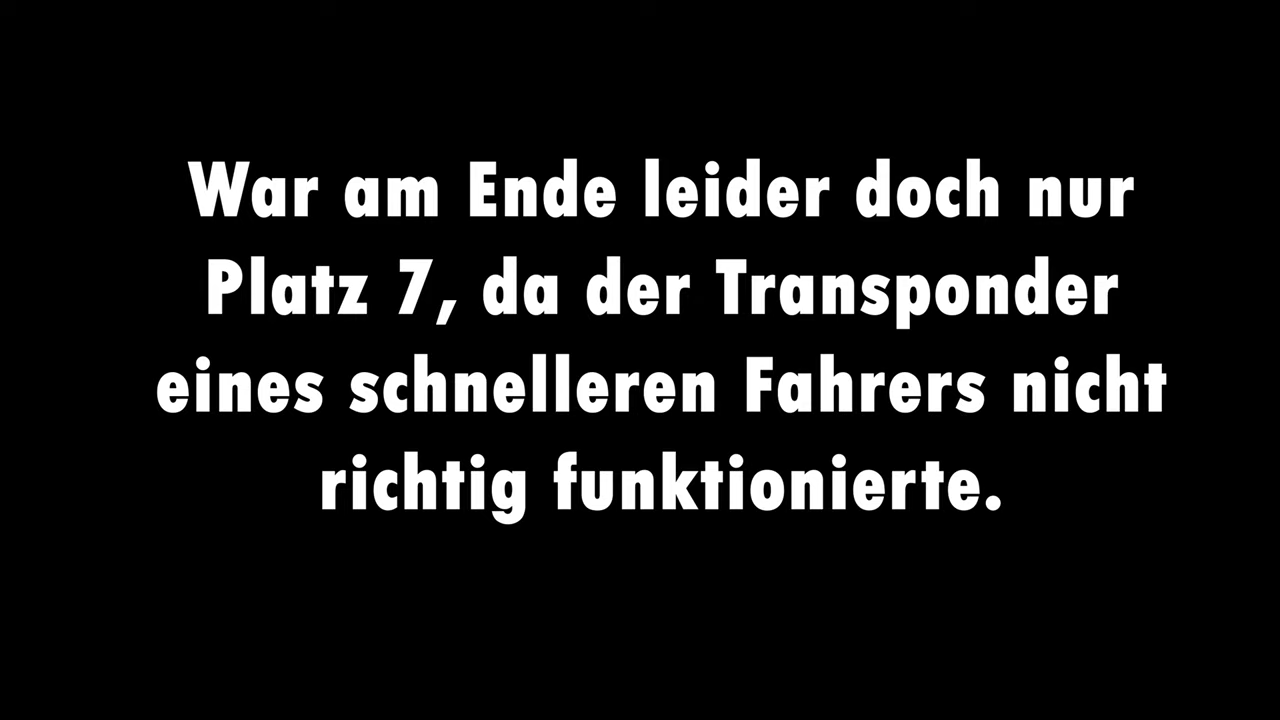 War am Ende leider doch nur
Platz 7, da der Transponder
eines schnelleren Fahrers nicht
richtig funktionierte.